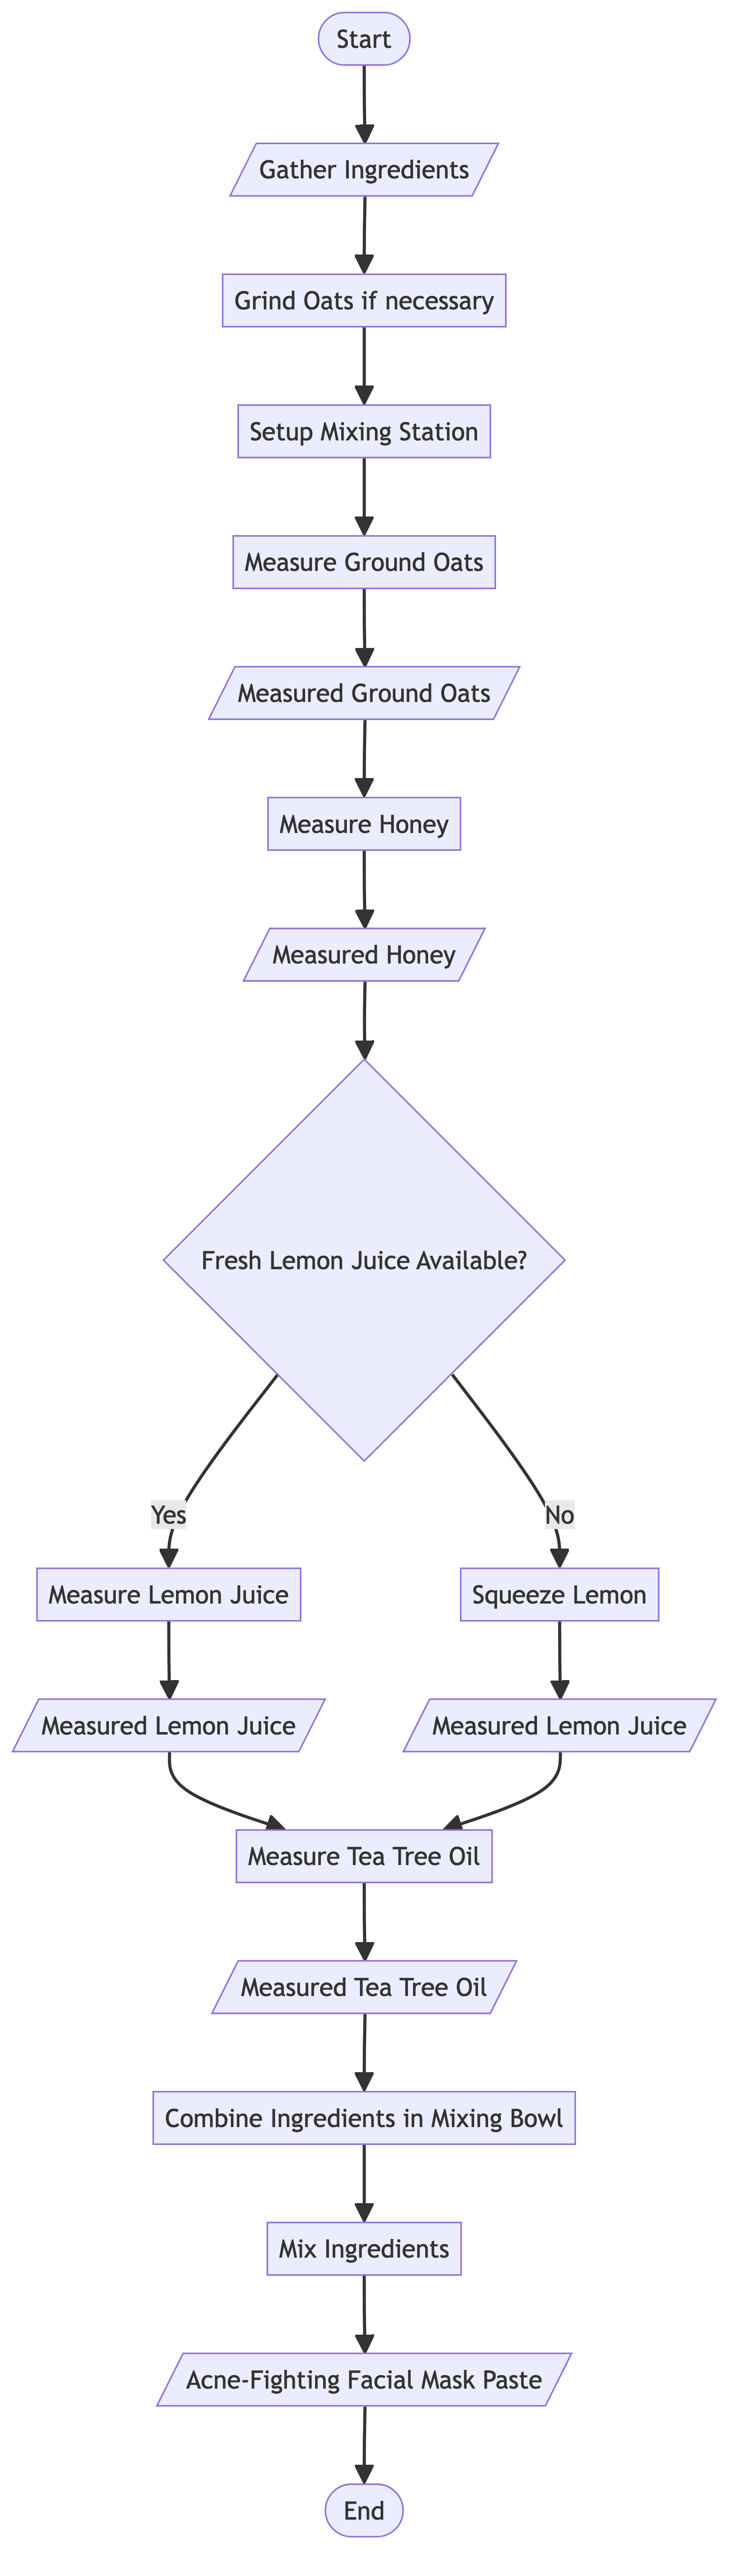 Start
Gather Ingredients
Grind Oats if necessary
Setup Mixing Station
Measure Ground Oats
Measured Ground Oats
Measure Honey
Measured Honey
Fresh Lemon Juice Available?
Yes
No
Measure Lemon Juice
Squeeze Lemon
Measured Lemon Juice
Measured Lemon Juice
Measure Tea Tree Oil
Measured Tea Tree Oil
Combine Ingredients in Mixing Bowl
Mix Ingredients
Acne-Fighting Facial Mask Paste
End